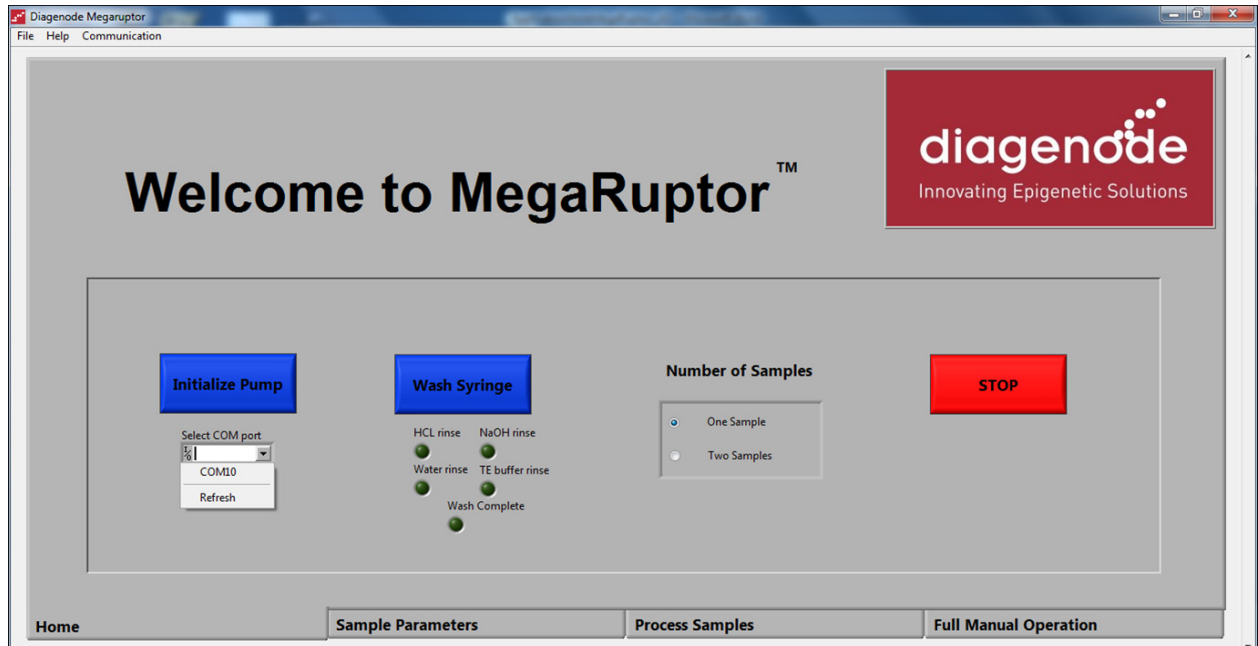 Diagenode Megaruptor
File Help Communication
diagenode
Innovating Epigenetic Solutions
Welcome to MegaRuptor™
Initialize Pump
Select COM port
COM10
Refresh
Wash Syringe
HCL rinse NaOH rinse
Water rinse TE buffer rinse
Wash Complete
Number of Samples
One Sample
Two Samples
STOP
Home Sample Parameters Process Samples Full Manual Operation